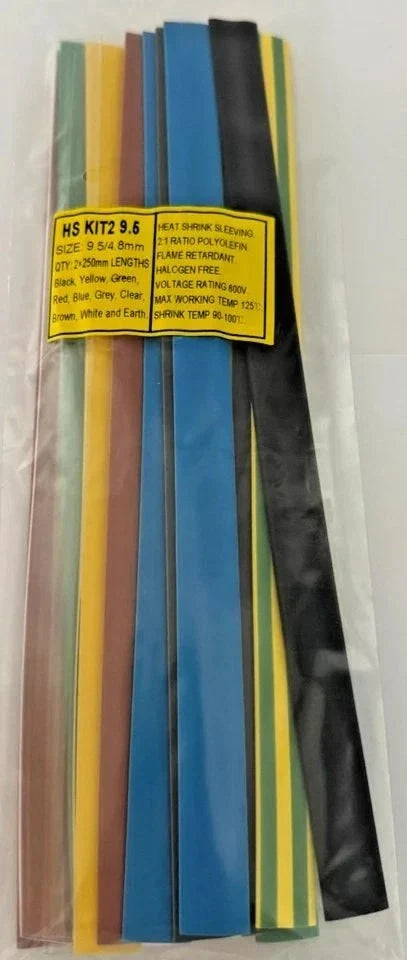 HS KIT2 9.5
SIZE: 9.5/4.8mm
QTY: 2×250mm LENGTHS
Black, Yellow, Green,
Red, Blue, Grey, Clear,
Brown, White and Earth.
HEAT SHRINK SLEEVING.
2:1 RATIO POLYOLEFIN
FLAME RETARDANT.
HALOGEN FREE.
VOLTAGE RATING 600V
MAX WORKING TEMP 125℃.
SHRINK TEMP 90-100℃.